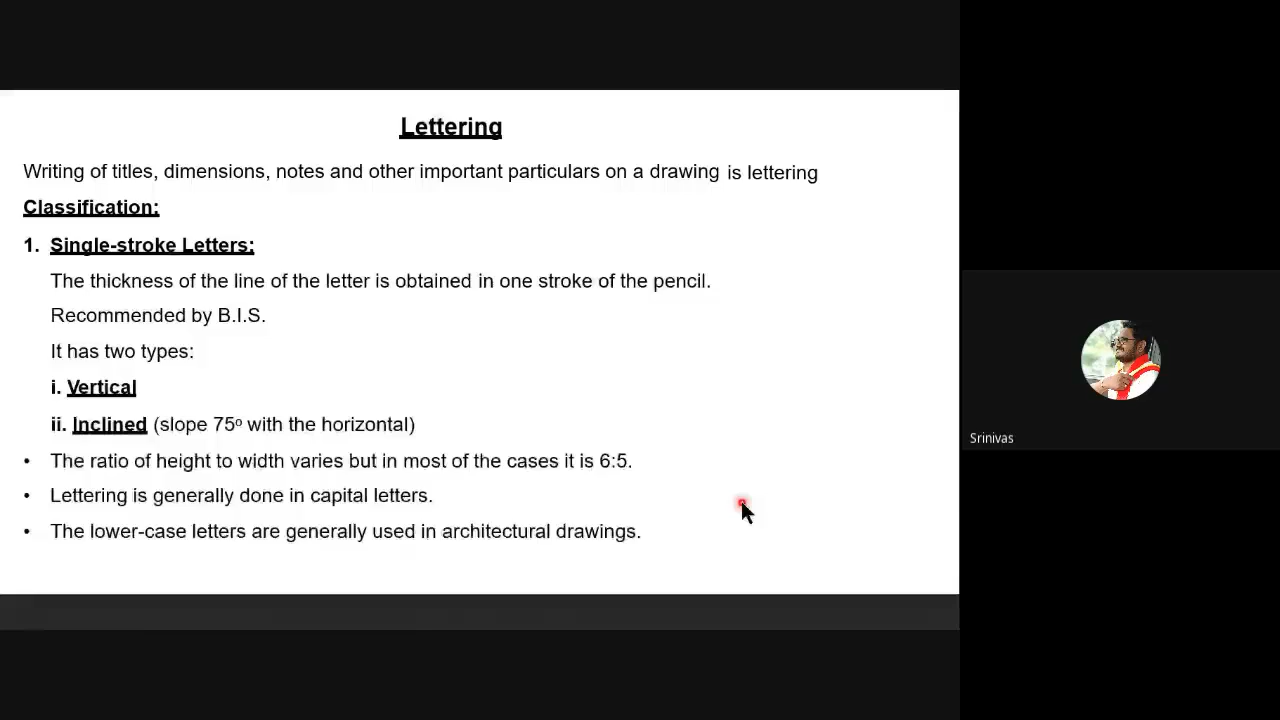 Lettering
Writing of titles, dimensions, notes and other important particulars on a drawing is lettering
Classification:
1. Single-stroke Letters:
The thickness of the line of the letter is obtained in one stroke of the pencil.
Recommended by B.I.S.
It has two types:
i. Vertical
ii. Inclined (slope 75º with the horizontal)
• The ratio of height to width varies but in most of the cases it is 6:5.
• Lettering is generally done in capital letters.
• The lower-case letters are generally used in architectural drawings.
Srinivas